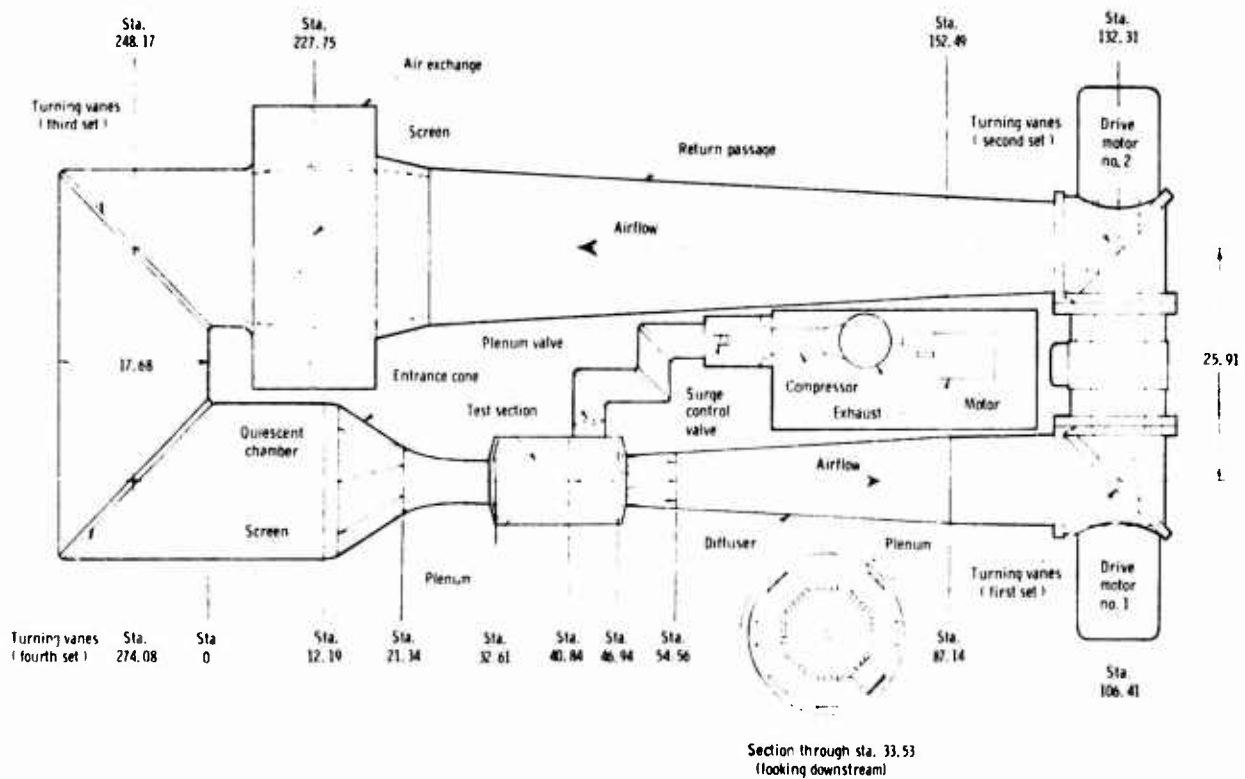 Sta.
248.17
Sta.
227.75
Sta.
152.49
Sta.
132.31
Air exchange
Turning vanes
(third set)
Screen
Return passage
Turning vanes
(second set)
Drive
motor
no. 2
Airflow
17.68
Plenum valve
Entrance cone
Test section
Surge
control
valve
Compressor
Exhaust
Motor
25.91
Quiescent
chamber
Airflow
Screen
Plenum
Diffuser
Plenum
Turning vanes
(first set)
Drive
motor
no. 1
Turning vanes
(fourth set)
Sta.
274.08
Sta
0
Sta.
12.19
Sta.
21.34
Sta.
32.61
Sta.
40.84
Sta.
46.94
Sta.
54.56
Sta.
87.14
Sta.
106.41
Section through sta. 33.53
(looking downstream)